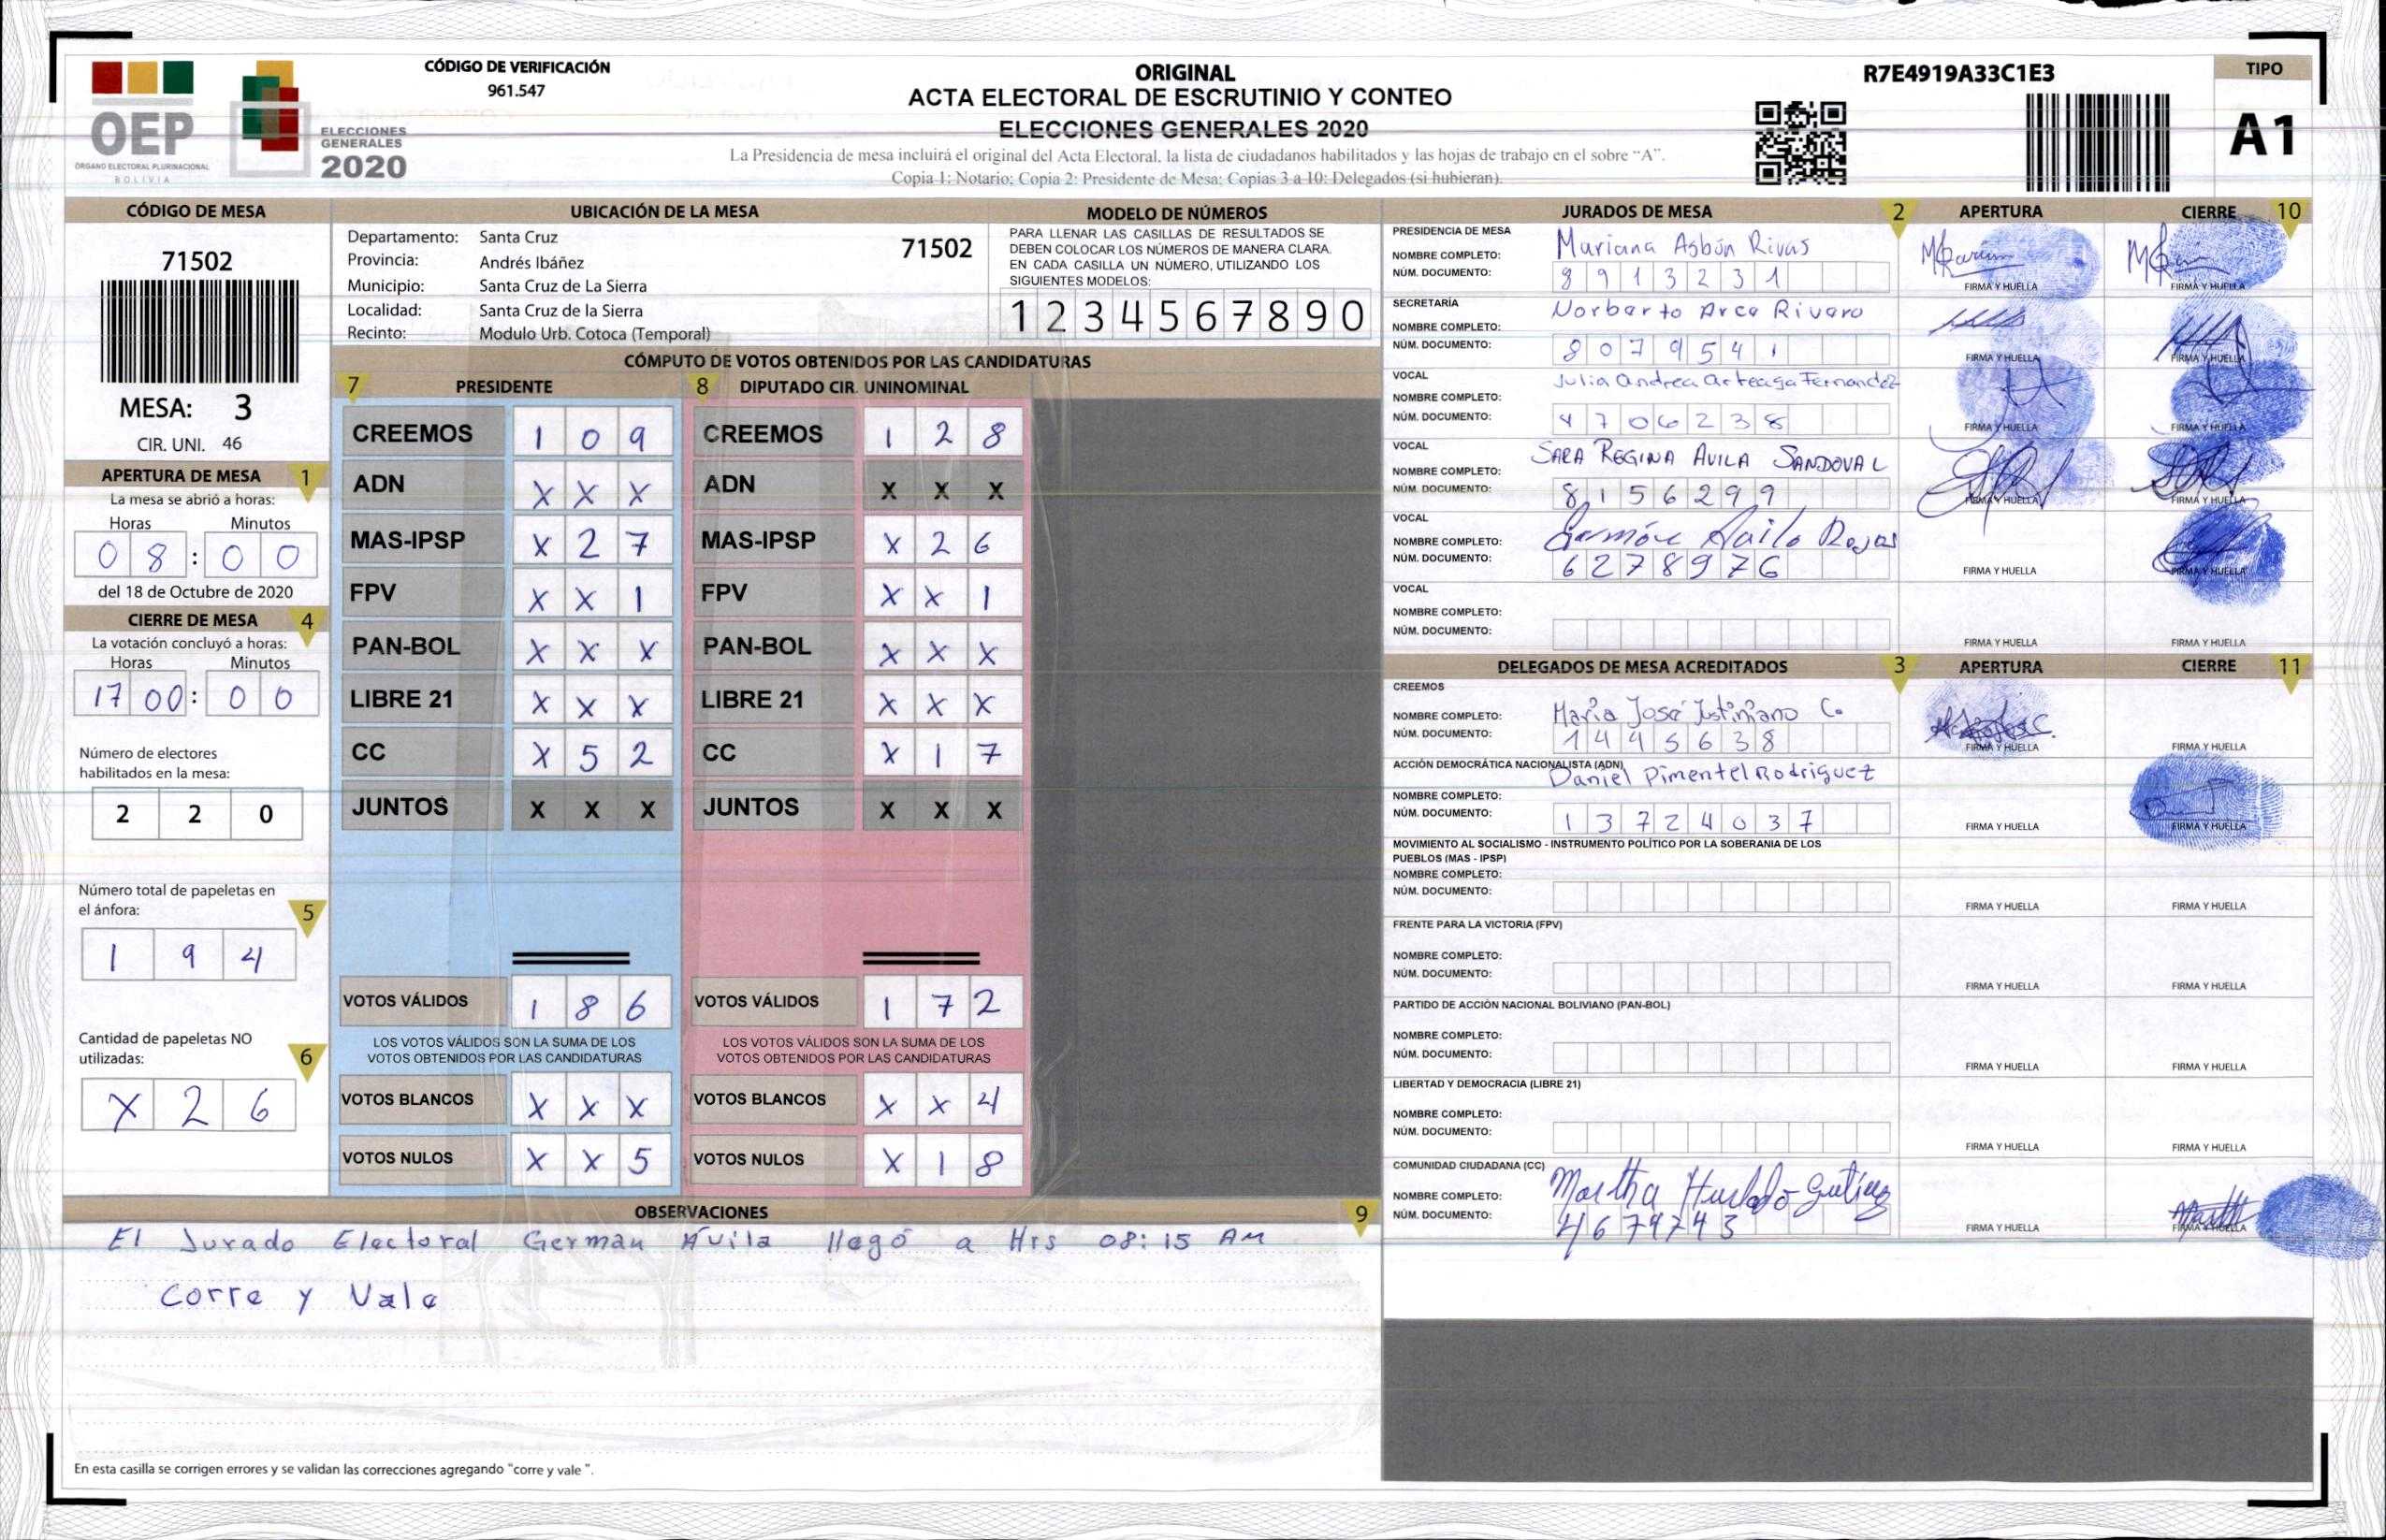 OEP
ÓRGANO ELECTORAL PLURINACIONAL
BOLIVIA
ELECCIONES
GENERALES
2020
CÓDIGO DE VERIFICACIÓN
961.547
ORIGINAL
ACTA ELECTORAL DE ESCRUTINIO Y CONTEO
ELECCIONES GENERALES 2020
La Presidencia de mesa incluirá el original del Acta Electoral, la lista de ciudadanos habilitados y las hojas de trabajo en el sobre “A”.
Copia 1: Notario; Copia 2: Presidente de Mesa; Copias 3 a 10: Delegados (si hubieran).
R7E4919A33C1E3
TIPO
A1
CÓDIGO DE MESA
71502
MESA: 3
CIR. UNI. 46
APERTURA DE MESA 1
La mesa se abrió a horas:
Horas Minutos
0 8 : 0 0
del 18 de Octubre de 2020
CIERRE DE MESA 4
La votación concluyó a horas:
Horas Minutos
17 00 : 0 0
Número de electores
habilitados en la mesa:
2 2 0
Número total de papeletas en
el ánfora: 5
1 9 4
Cantidad de papeletas NO
utilizadas: 6
X 2 6
UBICACIÓN DE LA MESA
Departamento: Santa Cruz 71502
Provincia: Andrés Ibáñez
Municipio: Santa Cruz de La Sierra
Localidad: Santa Cruz de la Sierra
Recinto: Modulo Urb. Cotoca (Temporal)
MODELO DE NÚMEROS
PARA LLENAR LAS CASILLAS DE RESULTADOS SE
DEBEN COLOCAR LOS NÚMEROS DE MANERA CLARA.
EN CADA CASILLA UN NÚMERO, UTILIZANDO LOS
SIGUIENTES MODELOS:
1 2 3 4 5 6 7 8 9 0
CÓMPUTO DE VOTOS OBTENIDOS POR LAS CANDIDATURAS
7 PRESIDENTE 8 DIPUTADO CIR. UNINOMINAL
CREEMOS 1 0 9 CREEMOS 1 2 8
ADN X X X ADN X X X
MAS-IPSP X 2 7 MAS-IPSP X 2 6
FPV X X 1 FPV X X 1
PAN-BOL X X X PAN-BOL X X X
LIBRE 21 X X X LIBRE 21 X X X
CC X 5 2 CC X 1 7
JUNTOS X X X JUNTOS X X X
VOTOS VÁLIDOS 1 8 6 VOTOS VÁLIDOS 1 7 2
LOS VOTOS VÁLIDOS SON LA SUMA DE LOS LOS VOTOS VÁLIDOS SON LA SUMA DE LOS
VOTOS OBTENIDOS POR LAS CANDIDATURAS VOTOS OBTENIDOS POR LAS CANDIDATURAS
VOTOS BLANCOS X X X VOTOS BLANCOS X X 4
VOTOS NULOS X X 5 VOTOS NULOS X 1 8
OBSERVACIONES 9
El Jurado Electoral German Ávila llegó a Hrs 08:15 AM
Corre y Vale
En esta casilla se corrigen errores y se validan las correcciones agregando "corre y vale ".
JURADOS DE MESA 2 APERTURA CIERRE 10
PRESIDENCIA DE MESA
NOMBRE COMPLETO: Mariana Asbún Rivas
NÚM. DOCUMENTO: 8 9 1 3 2 3 1
FIRMA Y HUELLA FIRMA Y HUELLA
SECRETARÍA
NOMBRE COMPLETO: Norberto Arce Rivero
NÚM. DOCUMENTO: 8 0 7 9 5 4 1
FIRMA Y HUELLA FIRMA Y HUELLA
VOCAL
NOMBRE COMPLETO: Julia Andrea Arteaga Fernandez
NÚM. DOCUMENTO: 4 7 0 6 2 3 8
FIRMA Y HUELLA FIRMA Y HUELLA
VOCAL
NOMBRE COMPLETO: SARA REGINA AVILA SANDOVAL
NÚM. DOCUMENTO: 8 1 5 6 2 9 9
FIRMA Y HUELLA FIRMA Y HUELLA
VOCAL
NOMBRE COMPLETO: Rojas
NÚM. DOCUMENTO: 6 2 7 8 9 7 6
FIRMA Y HUELLA FIRMA Y HUELLA
VOCAL
NOMBRE COMPLETO:
NÚM. DOCUMENTO:
FIRMA Y HUELLA FIRMA Y HUELLA
DELEGADOS DE MESA ACREDITADOS 3 APERTURA CIERRE 11
CREEMOS
NOMBRE COMPLETO: María José Justiniano C.
NÚM. DOCUMENTO: 1 4 4 5 6 3 8
FIRMA Y HUELLA FIRMA Y HUELLA
ACCIÓN DEMOCRÁTICA NACIONALISTA (ADN)
Daniel Pimentel Rodriguez
NOMBRE COMPLETO:
NÚM. DOCUMENTO: 1 3 7 2 4 0 3 7
FIRMA Y HUELLA FIRMA Y HUELLA
MOVIMIENTO AL SOCIALISMO - INSTRUMENTO POLÍTICO POR LA SOBERANIA DE LOS
PUEBLOS (MAS - IPSP)
NOMBRE COMPLETO:
NÚM. DOCUMENTO:
FIRMA Y HUELLA FIRMA Y HUELLA
FRENTE PARA LA VICTORIA (FPV)
NOMBRE COMPLETO:
NÚM. DOCUMENTO:
FIRMA Y HUELLA FIRMA Y HUELLA
PARTIDO DE ACCIÓN NACIONAL BOLIVIANO (PAN-BOL)
NOMBRE COMPLETO:
NÚM. DOCUMENTO:
FIRMA Y HUELLA FIRMA Y HUELLA
LIBERTAD Y DEMOCRACIA (LIBRE 21)
NOMBRE COMPLETO:
NÚM. DOCUMENTO:
FIRMA Y HUELLA FIRMA Y HUELLA
COMUNIDAD CIUDADANA (CC)
NOMBRE COMPLETO: Martha Hurtado
NÚM. DOCUMENTO: 4679743
FIRMA Y HUELLA FIRMA Y HUELLA